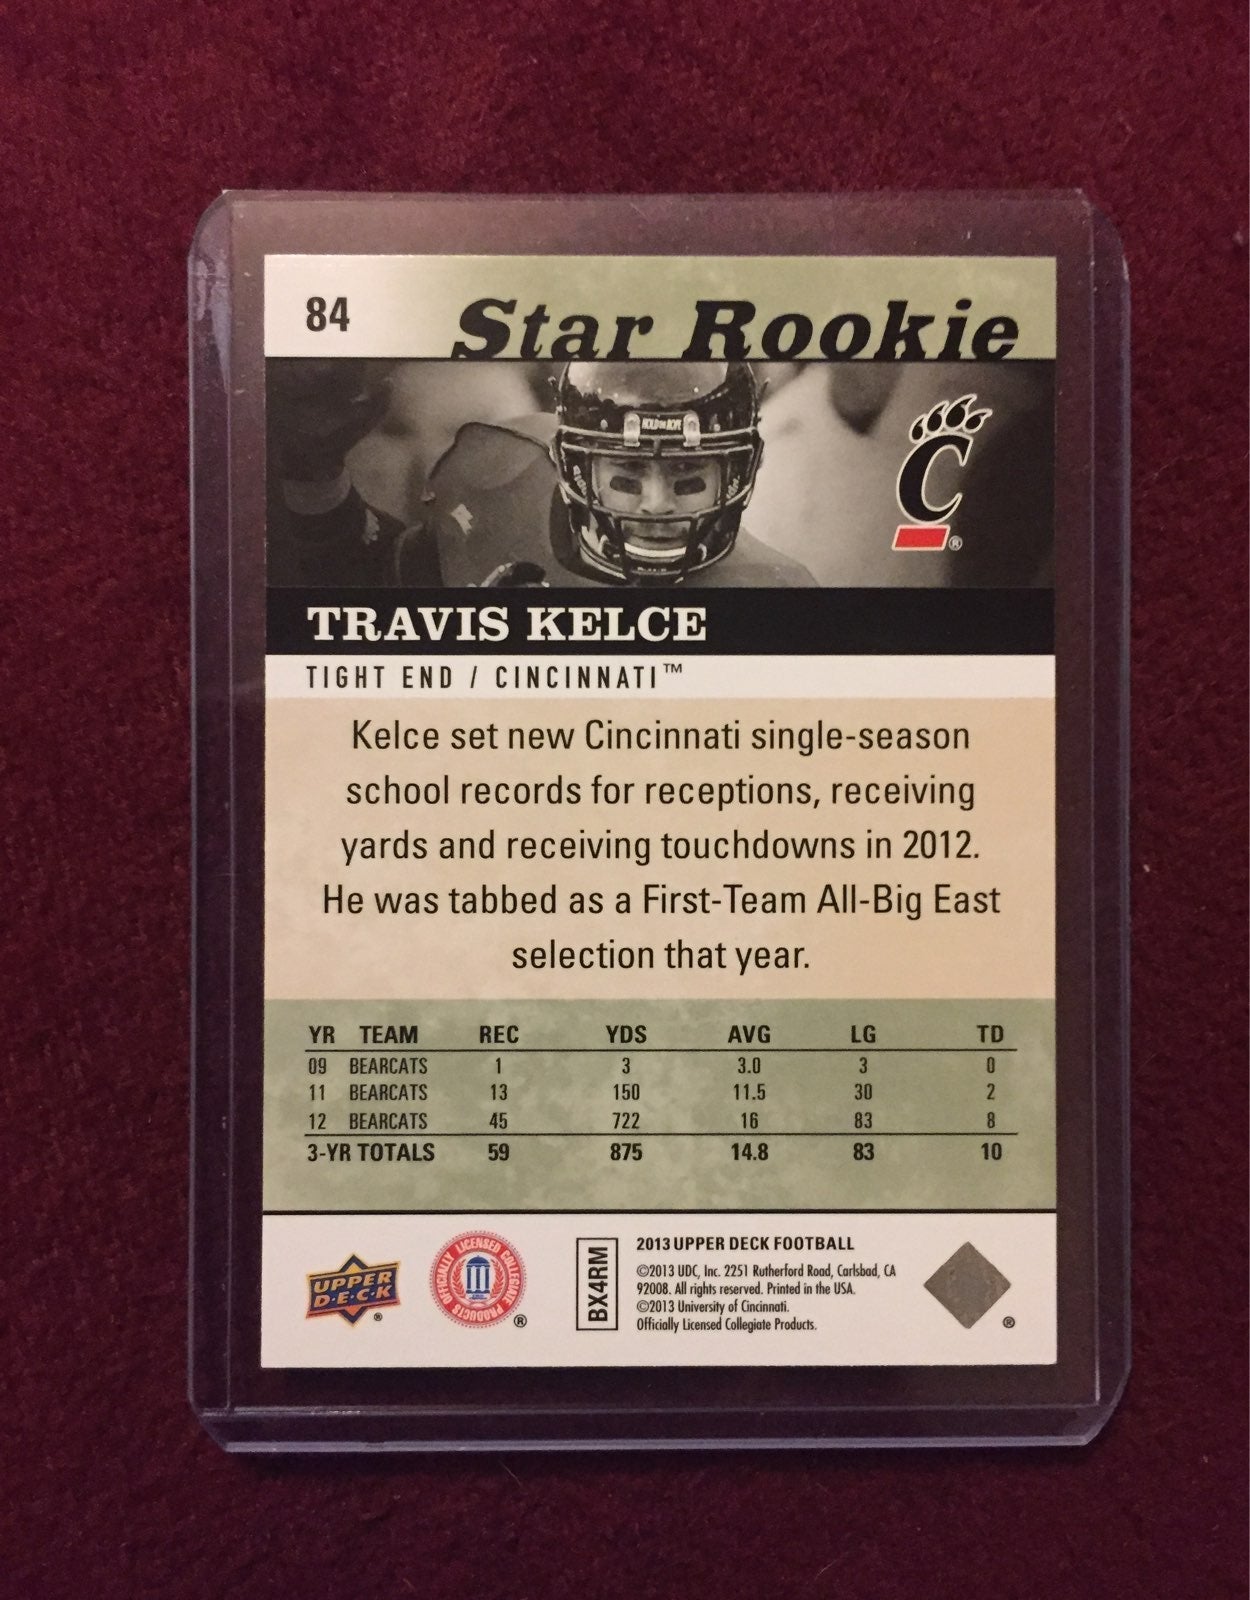 84
Star Rookie
C
®
TRAVIS KELCE
TIGHT END / CINCINNATI™
Kelce set new Cincinnati single-season
school records for receptions, receiving
yards and receiving touchdowns in 2012.
He was tabbed as a First-Team All-Big East
selection that year.
YR TEAM REC YDS AVG LG TD
09 BEARCATS 1 3 3.0 3 0
11 BEARCATS 13 150 11.5 30 2
12 BEARCATS 45 722 16 83 8
3-YR TOTALS 59 875 14.8 83 10
UPPER
D·E·C·K
®
OFFICIALLY LICENSED COLLEGIATE PRODUCTS
®
BX4RM
2013 UPPER DECK FOOTBALL
©2013 UDC, Inc. 2251 Rutherford Road, Carlsbad, CA
92008. All rights reserved. Printed in the USA.
©2013 University of Cincinnati.
Officially Licensed Collegiate Products.
®